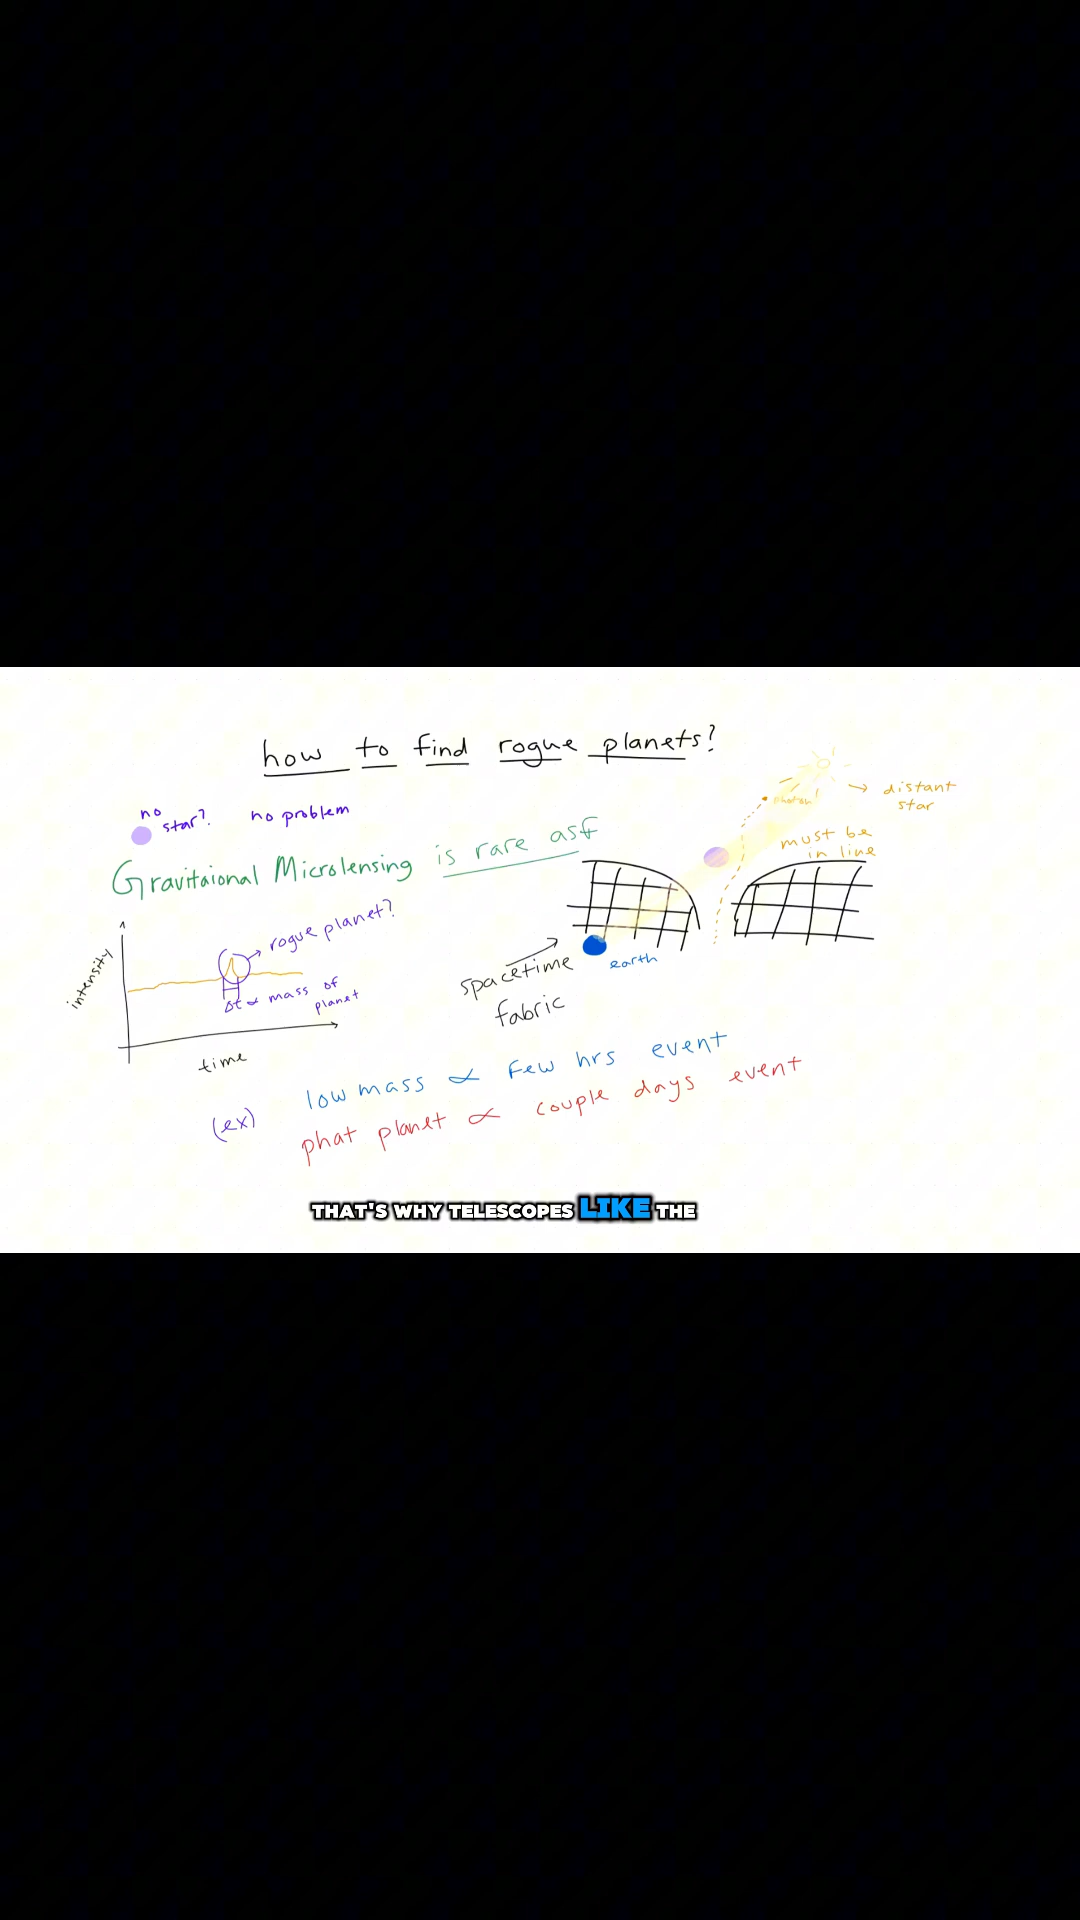 how to find rogue planets?
no
star?
no problem
Gravitaional Microlensing is rare asf
photon!
distant
star
must be
in line
intensity
rogue planet?
Δt ∝ mass of
planet
time
spacetime
fabric
earth
(ex)
low mass ∝ few hrs event
phat planet ∝ couple days event
THAT'S WHY TELESCOPES LIKE THE